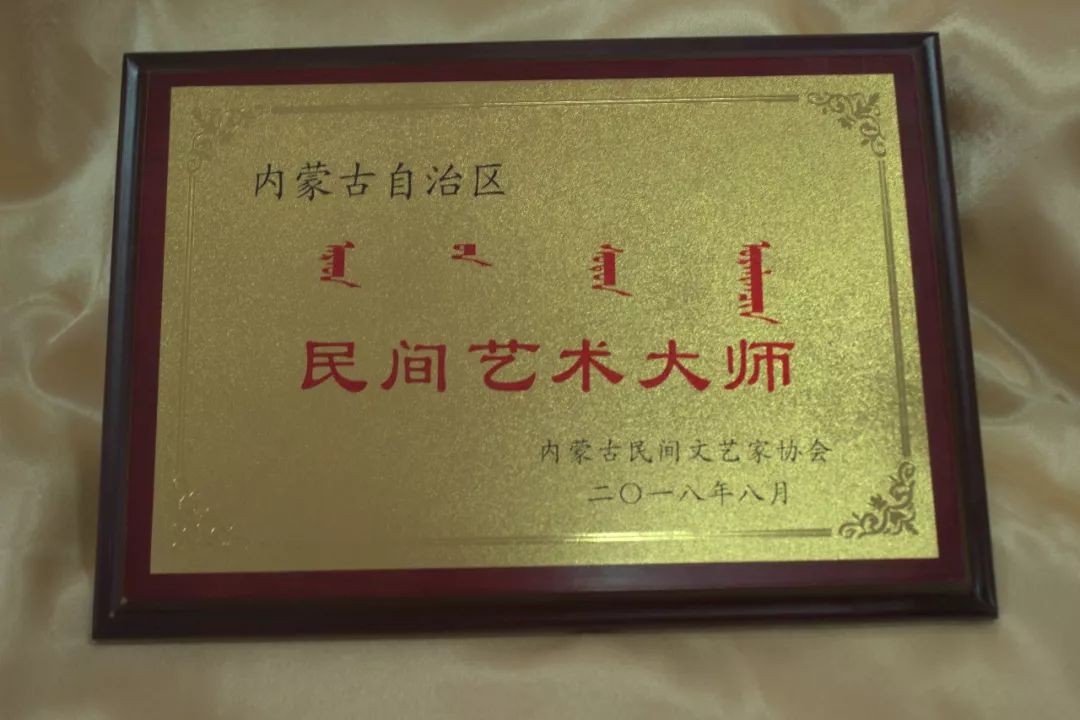 内蒙古自治区
民间艺术大师
内蒙古民间文艺家协会
二〇一八年八月